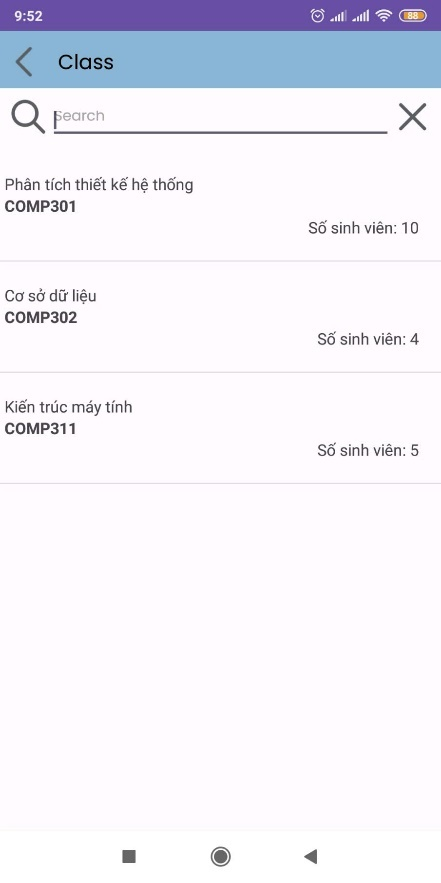 9:52
88
Class
Search
Phân tích thiết kế hệ thống
COMP301
Số sinh viên: 10
Cơ sở dữ liệu
COMP302
Số sinh viên: 4
Kiến trúc máy tính
COMP311
Số sinh viên: 5